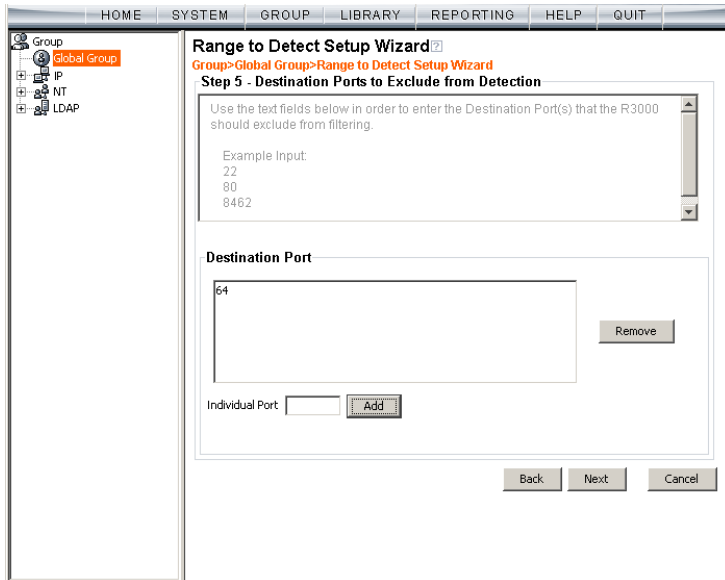 HOME SYSTEM GROUP LIBRARY REPORTING HELP QUIT
Group
Global Group
IP
NT
LDAP
Range to Detect Setup Wizard?
Group>Global Group>Range to Detect Setup Wizard
Step 5 - Destination Ports to Exclude from Detection
Use the text fields below in order to enter the Destination Port(s) that the R3000
should exclude from filtering.
Example Input:
22
80
8462
Destination Port
64
Remove
Individual Port Add
Back Next Cancel